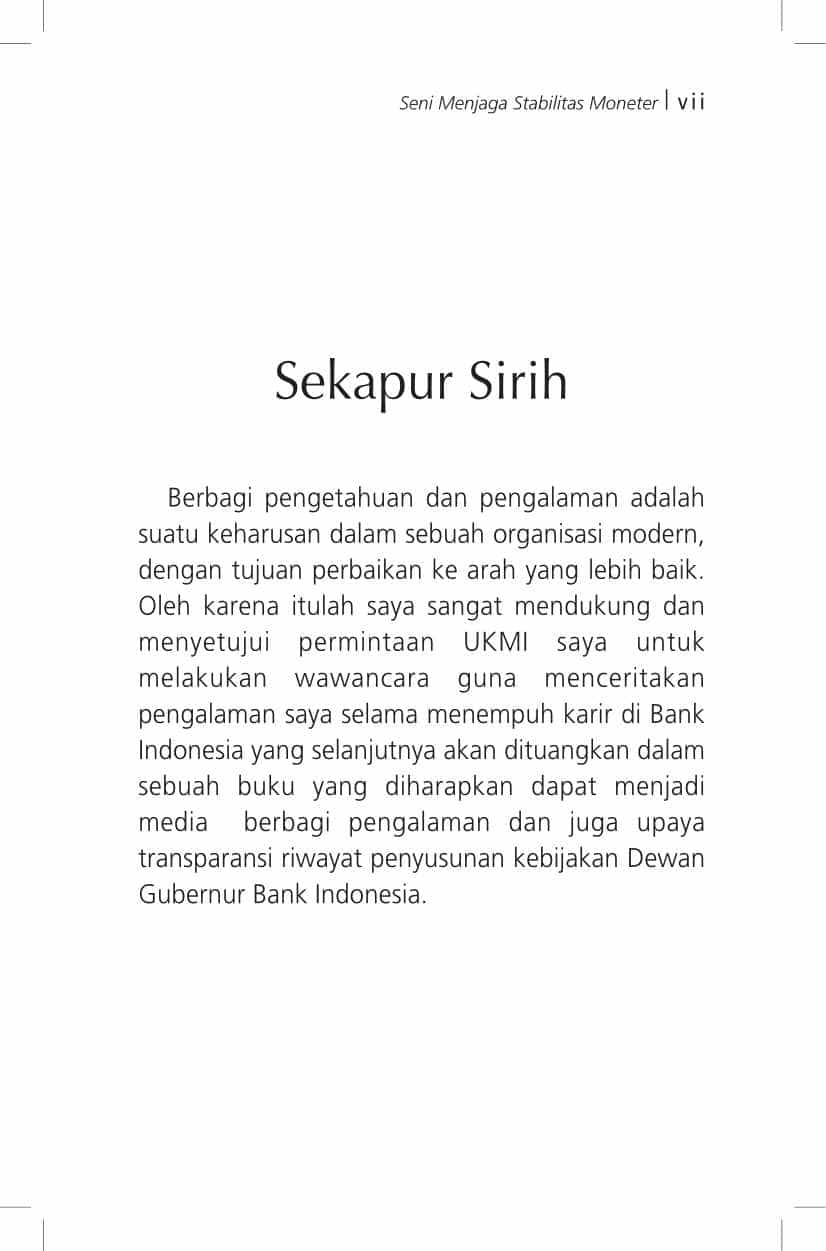 Seni Menjaga Stabilitas Moneter | vii
Sekapur Sirih
Berbagi pengetahuan dan pengalaman adalah
suatu keharusan dalam sebuah organisasi modern,
dengan tujuan perbaikan ke arah yang lebih baik.
Oleh karena itulah saya sangat mendukung dan
menyetujui permintaan UKMI saya untuk
melakukan wawancara guna menceritakan
pengalaman saya selama menempuh karir di Bank
Indonesia yang selanjutnya akan dituangkan dalam
sebuah buku yang diharapkan dapat menjadi
media berbagi pengalaman dan juga upaya
transparansi riwayat penyusunan kebijakan Dewan
Gubernur Bank Indonesia.